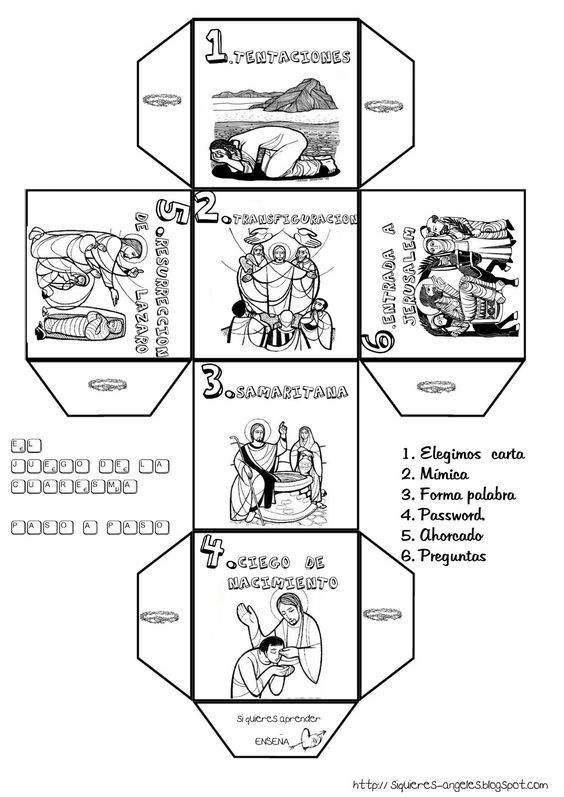 1.TENTACIONES
5.RESURRECCION
DE LAZARO
2.TRANSFIGURACION
6.ENTRADA A
JERUSALEM
3.SAMARITANA
EL
JUEGO DE LA
CUARESMA
PASO A PASO
1. Elegimos carta
2. Mímica
3. Forma palabra
4. Password.
5. Ahorcado
6. Preguntas
4.CIEGO DE
NACIMIENTO
si quieres aprender
ENSEÑA
http://siquieres-angeles.blogspot.com